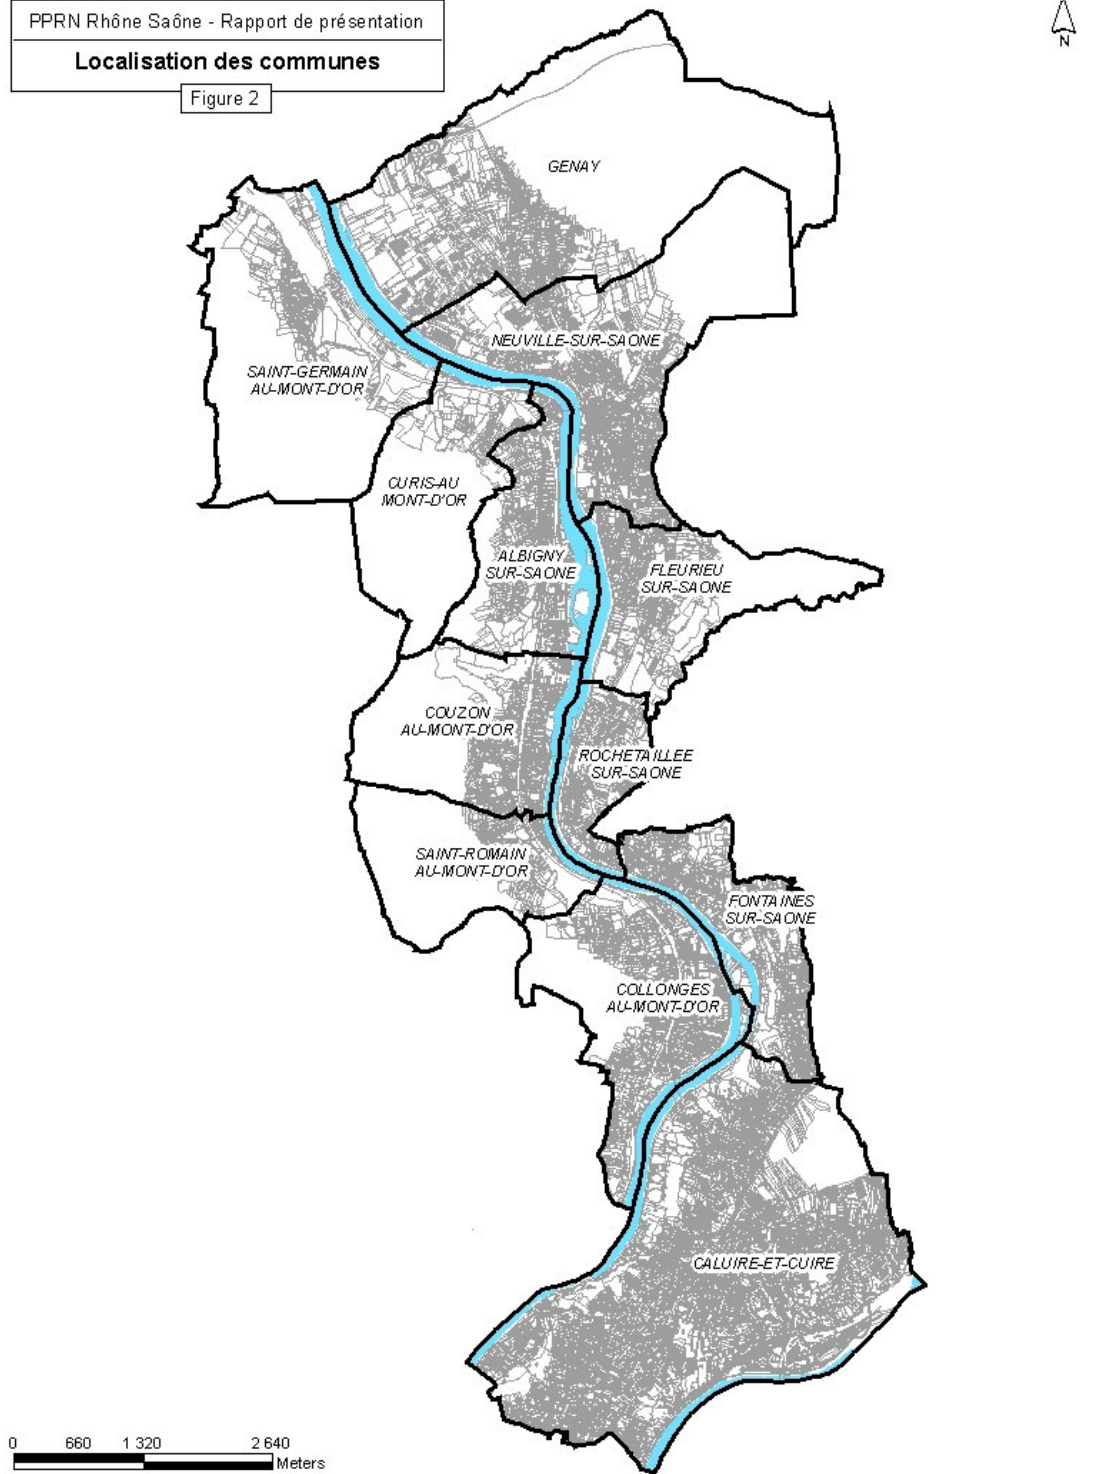 PPRN Rhône Saône - Rapport de présentation
Localisation des communes
Figure 2
N
GENAY
NEUVILLE-SUR-SAONE
SAINT-GERMAIN
AU-MONT-D'OR
CURIS-AU
MONT-D'OR
ALBIGNY
SUR-SAONE
FLEURIEU
SUR-SAONE
COUZON
AU-MONT-D'OR
ROCHETAILLEE
SUR-SAONE
SAINT-ROMAIN
AU-MONT-D'OR
FONTAINES
SUR-SAONE
COLLONGES
AU-MONT-D'OR
CALUIRE-ET-CUIRE
0 660 1 320 2 640
Meters